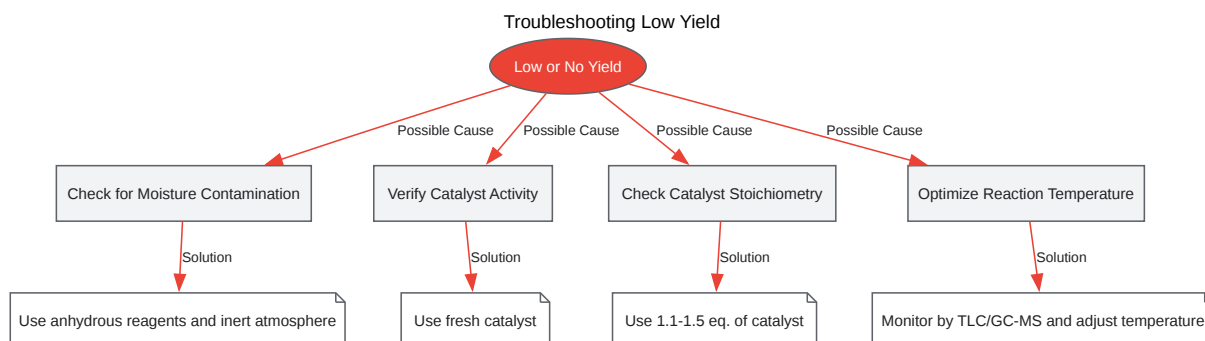 Troubleshooting Low Yield
Low or No Yield
Possible Cause
Possible Cause
Possible Cause
Possible Cause
Check for Moisture Contamination
Verify Catalyst Activity
Check Catalyst Stoichiometry
Optimize Reaction Temperature
Solution
Solution
Solution
Solution
Use anhydrous reagents and inert atmosphere
Use fresh catalyst
Use 1.1-1.5 eq. of catalyst
Monitor by TLC/GC-MS and adjust temperature